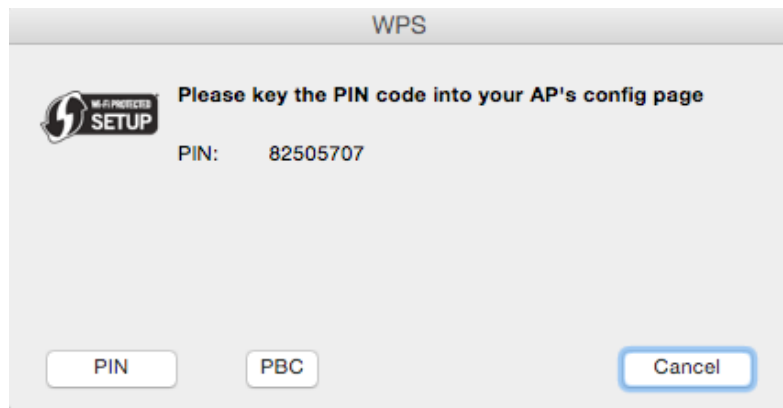 WPS
WI-FI PROTECTED
SETUP
Please key the PIN code into your AP's config page
PIN: 82505707
PIN PBC Cancel